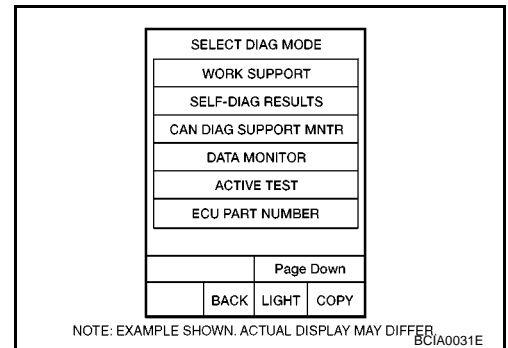 SELECT DIAG MODE
WORK SUPPORT
SELF-DIAG RESULTS
CAN DIAG SUPPORT MNTR
DATA MONITOR
ACTIVE TEST
ECU PART NUMBER
Page Down
BACK LIGHT COPY
NOTE: EXAMPLE SHOWN. ACTUAL DISPLAY MAY DIFFER.
BCIA0031E